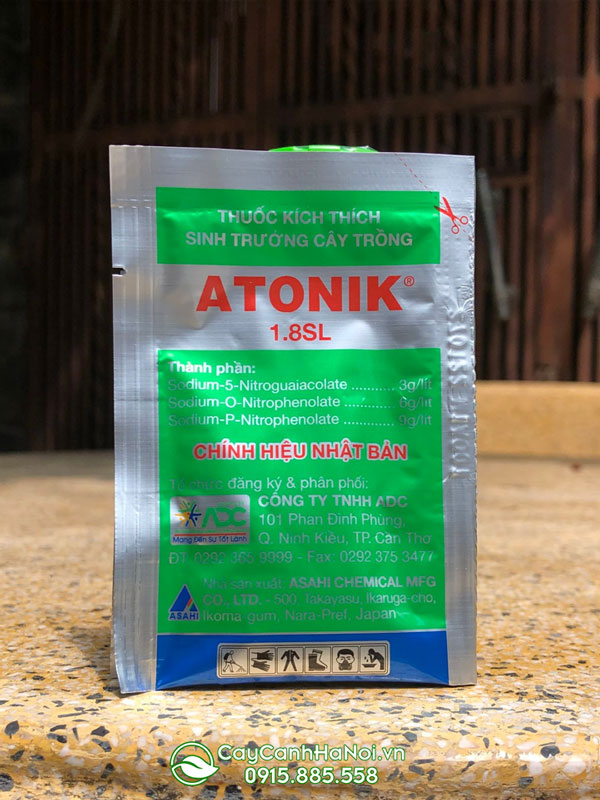 THUỐC KÍCH THÍCH
SINH TRƯỞNG CÂY TRỒNG
ATONIK®
1.8SL
Thành phần:
Sodium-5-Nitroguaiacolate ............ 3g/lít
Sodium-O-Nitrophenolate ............. 6g/lít
Sodium-P-Nitrophenolate ............. 9g/lít
CHÍNH HIỆU NHẬT BẢN
Tổ chức đăng ký & phân phối:
ADC
Mang Đến Sự Tốt Lành
CÔNG TY TNHH ADC
101 Phan Đình Phùng,
Q. Ninh Kiều, TP. Cần Thơ
ĐT: 0292 365 9999 - Fax: 0292 375 3477
ASAHI
Nhà sản xuất: ASAHI CHEMICAL MFG
CO., LTD. - 500, Takayasu, Ikaruga-cho,
Ikoma-gum, Nara-Pref, Japan
CayCanhHaNoi.vn
0915.885.558